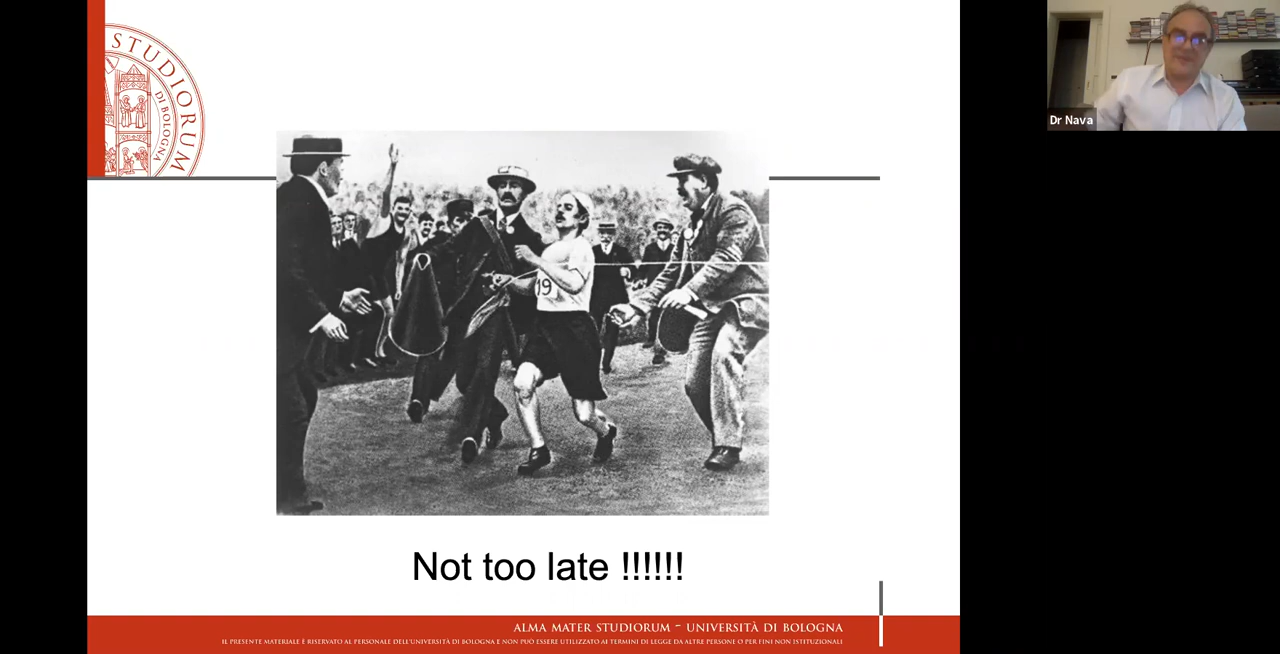 STUDIORUM
DI BOLOGNA
Dr Nava
19
Not too late !!!!!!
ALMA MATER STUDIORUM – UNIVERSITÀ DI BOLOGNA
IL PRESENTE MATERIALE È RISERVATO AL PERSONALE DELL'UNIVERSITÀ DI BOLOGNA E NON PUÒ ESSERE UTILIZZATO AI TERMINI DI LEGGE DA ALTRE PERSONE O PER FINI NON ISTITUZIONALI